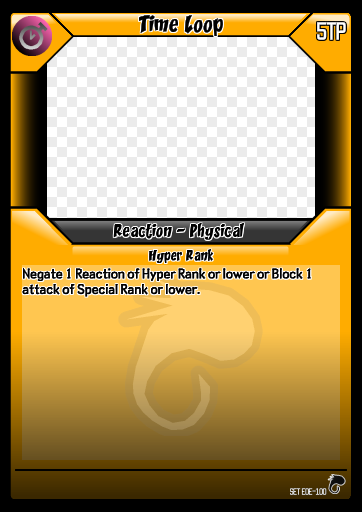 Time Loop
5TP
Reaction - Physical
Hyper Rank
Negate 1 Reaction of Hyper Rank or lower or Block 1
attack of Special Rank or lower.
SET EOE-100